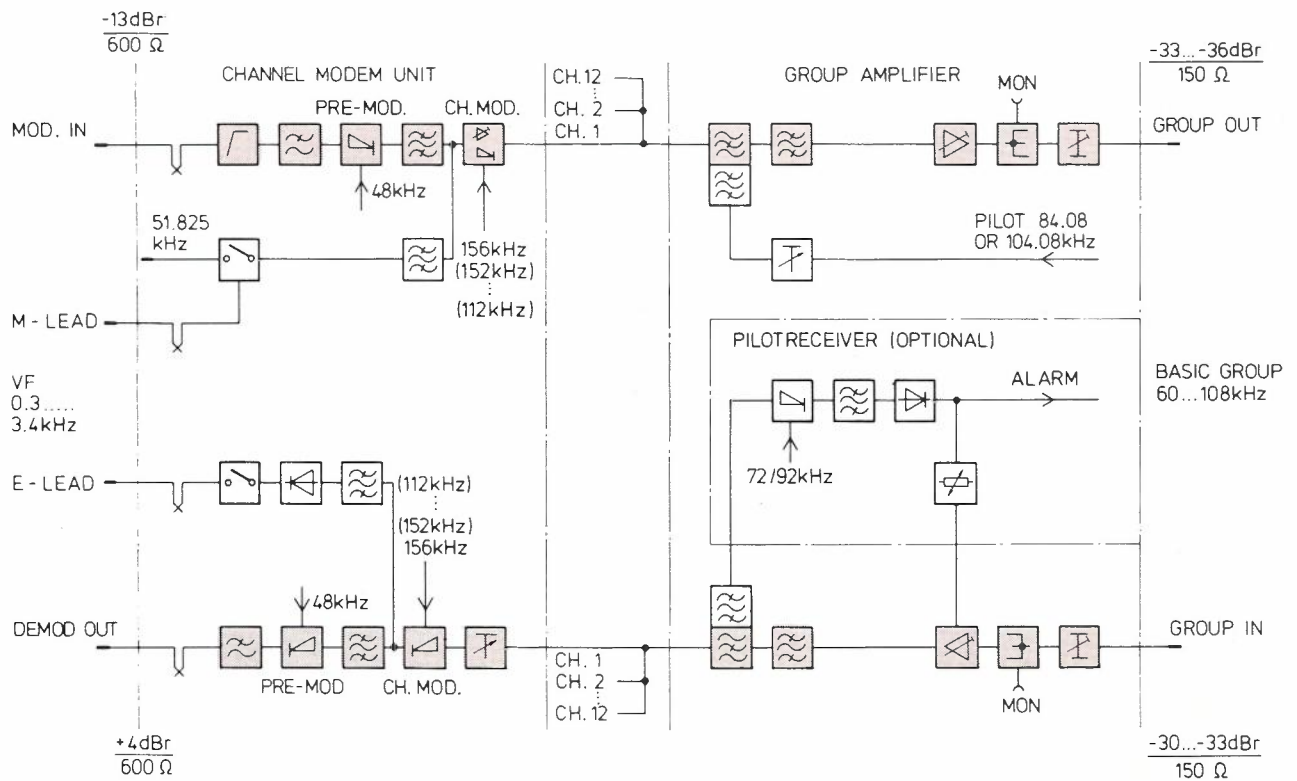 -13dBr
600 Ω
-33...-36dBr
150 Ω
CHANNEL MODEM UNIT
GROUP AMPLIFIER
CH.12
⋮
CH. 2
CH. 1
PRE-MOD.
CH.MOD.
MON
MOD. IN
GROUP OUT
48kHz
51.825
kHz
156kHz
(152kHz)
⋮
(112kHz)
PILOT 84.08
OR 104.08kHz
M-LEAD
PILOTRECEIVER (OPTIONAL)
VF
0.3.....
3.4kHz
ALARM
BASIC GROUP
60...108kHz
72/92kHz
E-LEAD
(112kHz)
⋮
(152kHz)
156kHz
48kHz
DEMOD OUT
GROUP IN
PRE-MOD
CH. MOD.
CH. 1
CH. 2
⋮
CH. 12
MON
+4dBr
600 Ω
-30...-33dBr
150 Ω